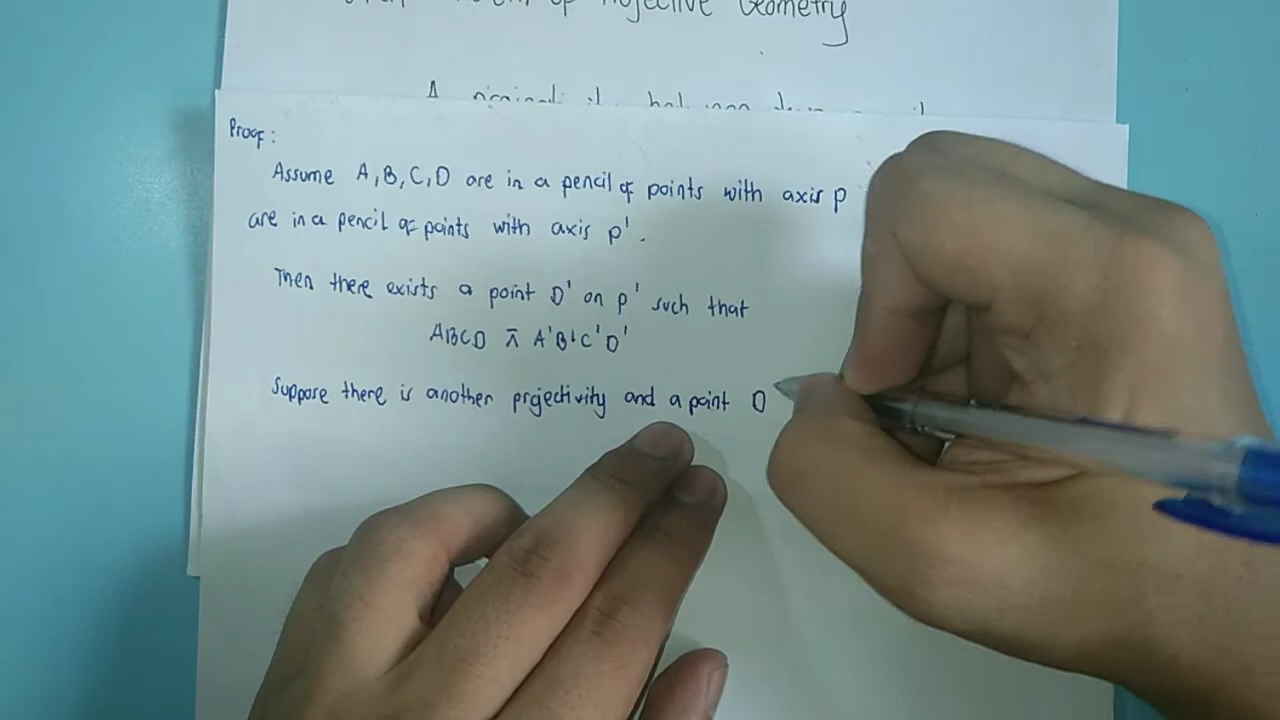 of Projective Geometry
A
Proof:
Assume A, B, C, D are in a pencil of points with axis p
are in a pencil of points with axis p'.
Then there exists a point D' on p' such that
ABCD ⊼ A'B'C'D'
Suppose there is another projectivity and a point D